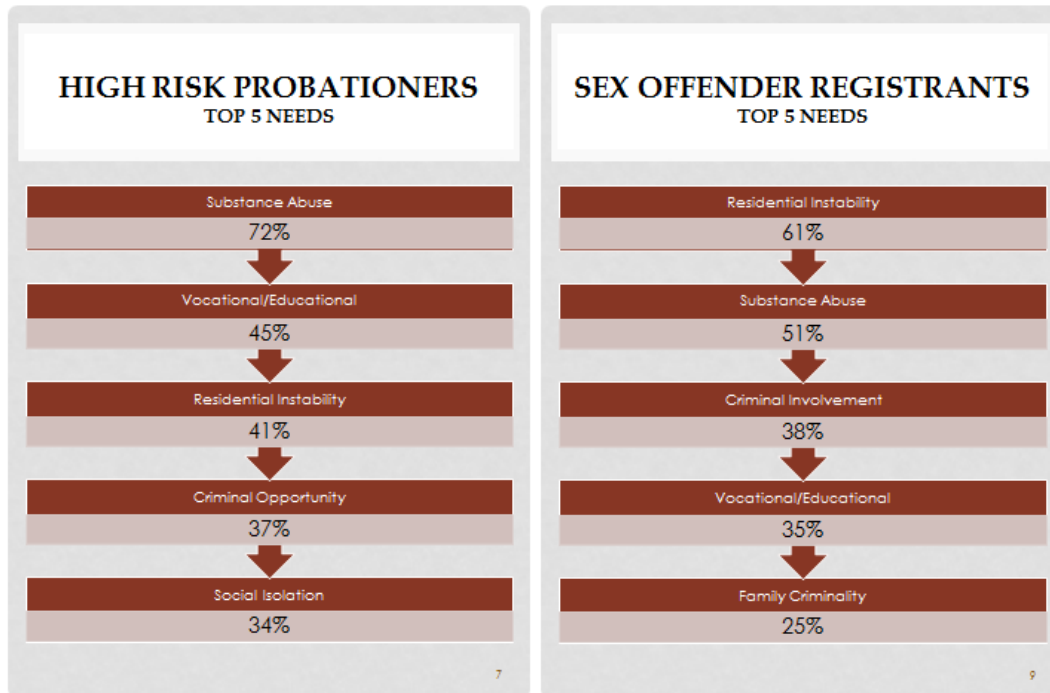 HIGH RISK PROBATIONERS
TOP 5 NEEDS
Substance Abuse
72%
Vocational/Educational
45%
Residential Instability
41%
Criminal Opportunity
37%
Social Isolation
34%
7
SEX OFFENDER REGISTRANTS
TOP 5 NEEDS
Residential Instability
61%
Substance Abuse
51%
Criminal Involvement
38%
Vocational/Educational
35%
Family Criminality
25%
9